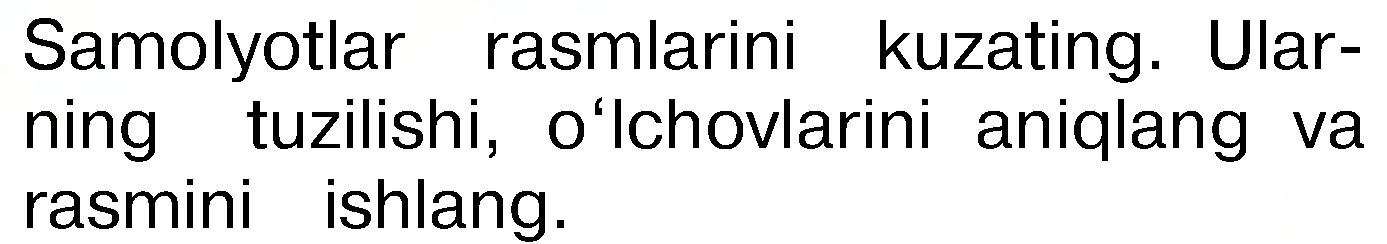 Samolyotlar rasmlarini kuzating. Ular-
ning tuzilishi, o‘lchovlarini aniqlang va
rasmini ishlang.